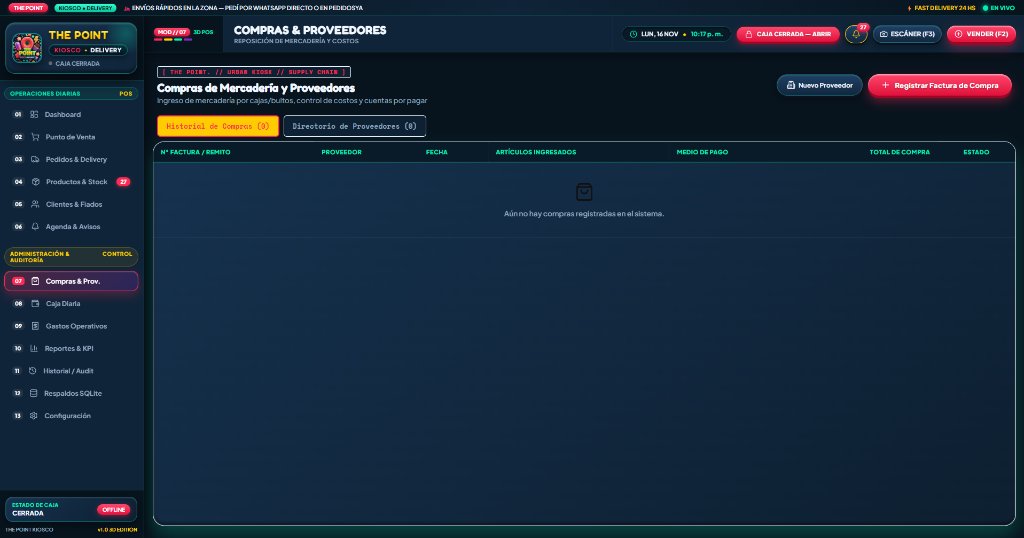 THE POINT
KIOSCO + DELIVERY
ENVÍOS RÁPIDOS EN LA ZONA — PEDÍ POR WHATSAPP DIRECTO O EN PEDIDOSYA
FAST DELIVERY 24 HS
EN VIVO
THE POINT
KIOSCO • DELIVERY
CAJA CERRADA
MOD // 07
3D POS
COMPRAS & PROVEEDORES
REPOSICIÓN DE MERCADERÍA Y COSTOS
LUN, 16 NOV • 10:17 p. m.
CAJA CERRADA — ABRIR
27
ESCÁNER (F3)
VENDER (F2)
OPERACIONES DIARIAS POS
01 Dashboard
02 Punto de Venta
03 Pedidos & Delivery
04 Productos & Stock 27
05 Clientes & Fiados
06 Agenda & Avisos
ADMINISTRACIÓN & AUDITORÍA CONTROL
07 Compras & Prov.
08 Caja Diaria
09 Gastos Operativos
10 Reportes & KPI
11 Historial / Audit
12 Respaldos SQLite
13 Configuración
ESTADO DE CAJA
CERRADA
OFFLINE
THE POINT KIOSCO
v1.0 3D EDITION
[ THE POINT. // URBAN KIOSK // SUPPLY CHAIN ]
Compras de Mercadería y Proveedores
Ingreso de mercadería por cajas/bultos, control de costos y cuentas por pagar
Nuevo Proveedor
Registrar Factura de Compra
Historial de Compras (0)
Directorio de Proveedores (0)
N° FACTURA / REMITO PROVEEDOR FECHA ARTÍCULOS INGRESADOS MEDIO DE PAGO TOTAL DE COMPRA ESTADO
Aún no hay compras registradas en el sistema.